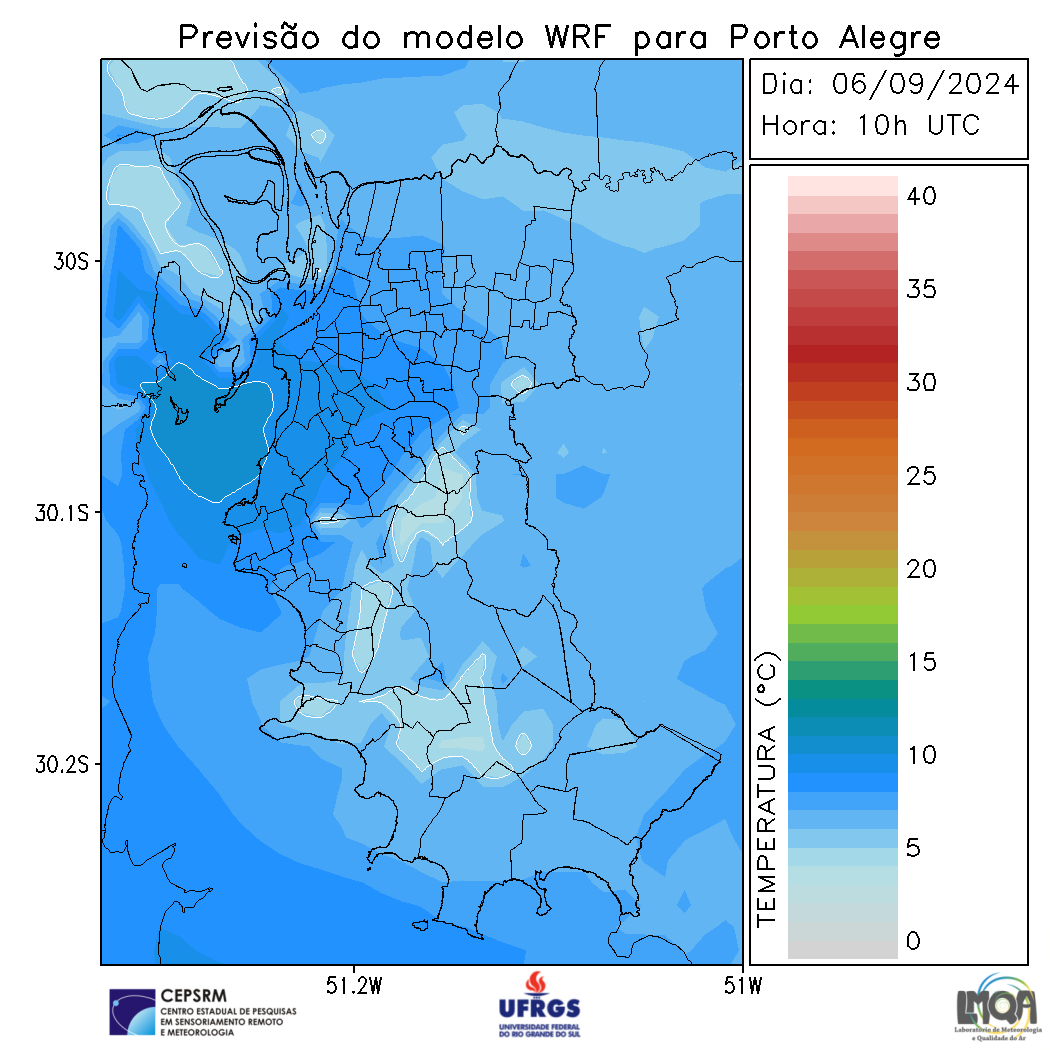 Previsão do modelo WRF para Porto Alegre
Dia: 06/09/2024
Hora: 10h UTC
40
35
30
25
20
15
10
5
0
TEMPERATURA (°C)
30S
30.1S
30.2S
51.2W
51W
CEPSRM
CENTRO ESTADUAL DE PESQUISAS
EM SENSORIAMENTO REMOTO
E METEOROLOGIA
UFRGS
UNIVERSIDADE FEDERAL
DO RIO GRANDE DO SUL
LMQA
Laboratório de Meteorologia
e Qualidade do Ar